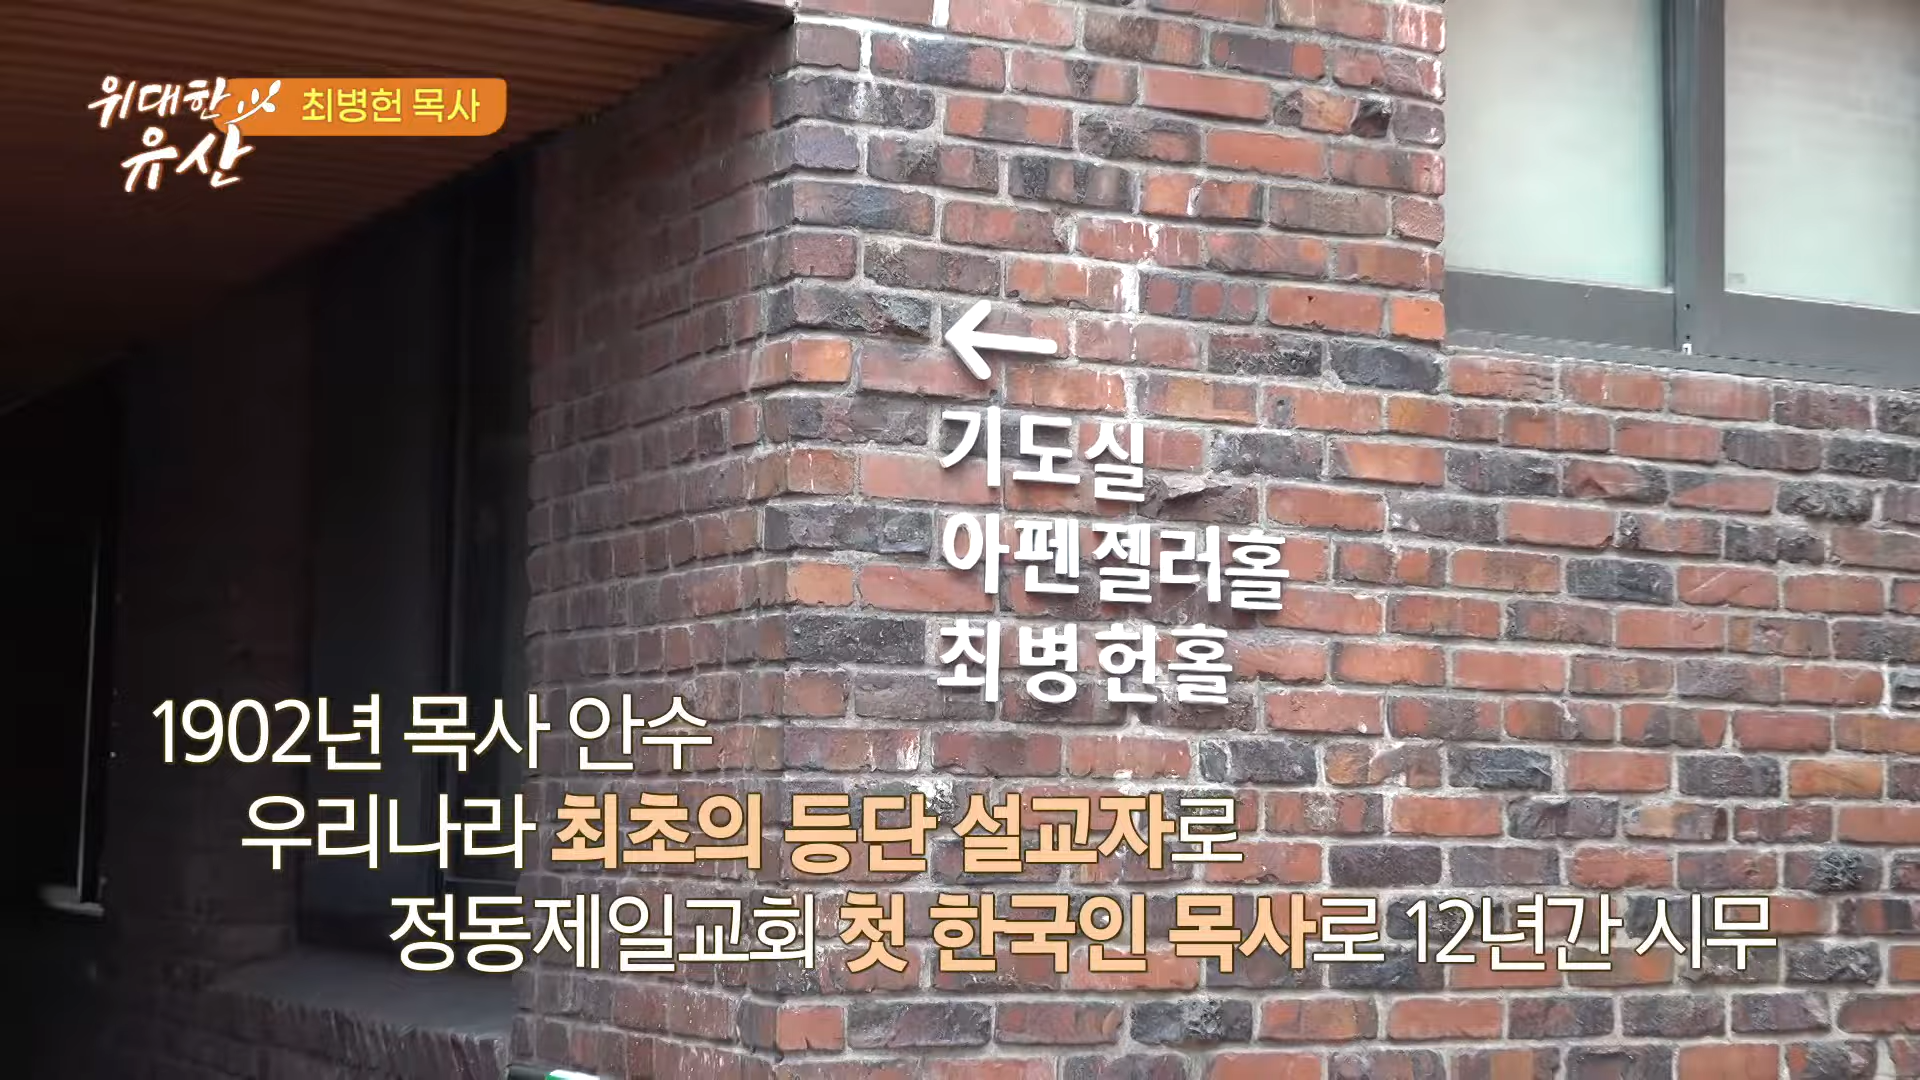 위대한 유산
최병헌 목사
←
기도실
아펜젤러홀
최병헌홀
1902년 목사 안수
우리나라 최초의 등단 설교자로
정동제일교회 첫 한국인 목사로 12년간 시무